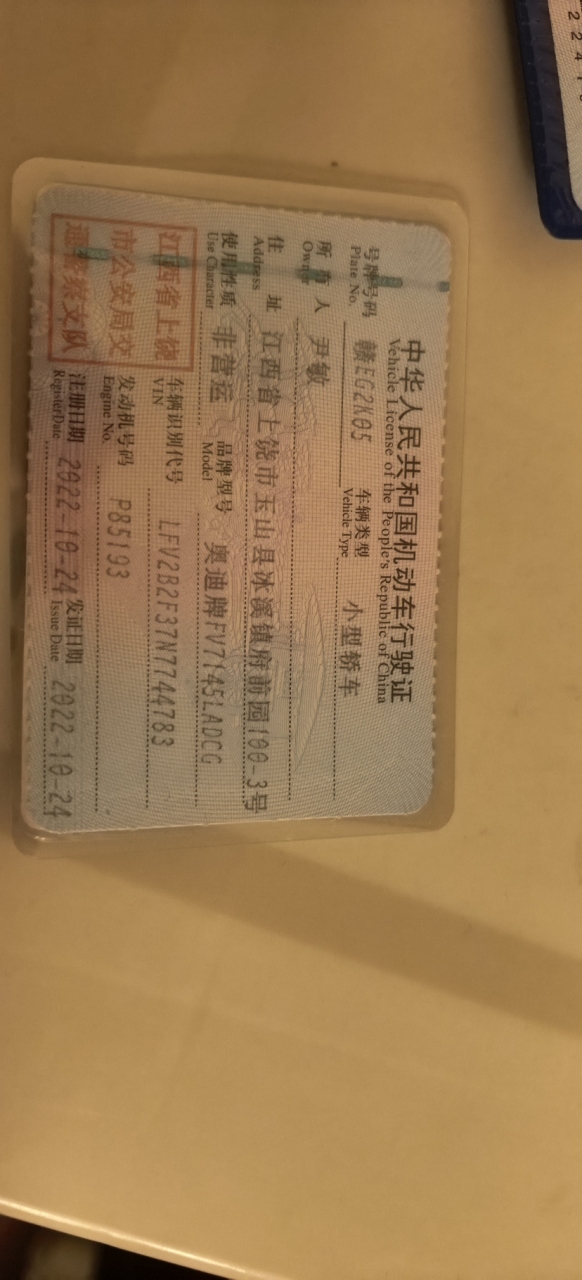 中华人民共和国机动车行驶证
Vehicle License of the People's Republic of China
号牌号码 Plate No. 赣EG2K05 车辆类型 Vehicle Type 小型轿车
所有人 Owner 尹敏
住址 Address 江西省上饶市玉山县冰溪镇府前园100-3号
使用性质 Use Character 非营运 品牌型号 Model 奥迪牌FV7145LADCG
江西省上饶
市公安局交
通警察支队
车辆识别代号 VIN LFV2B2F37N7744783
发动机号码 Engine No. P85193
注册日期 Register Date 2022-10-24 发证日期 Issue Date 2022-10-24